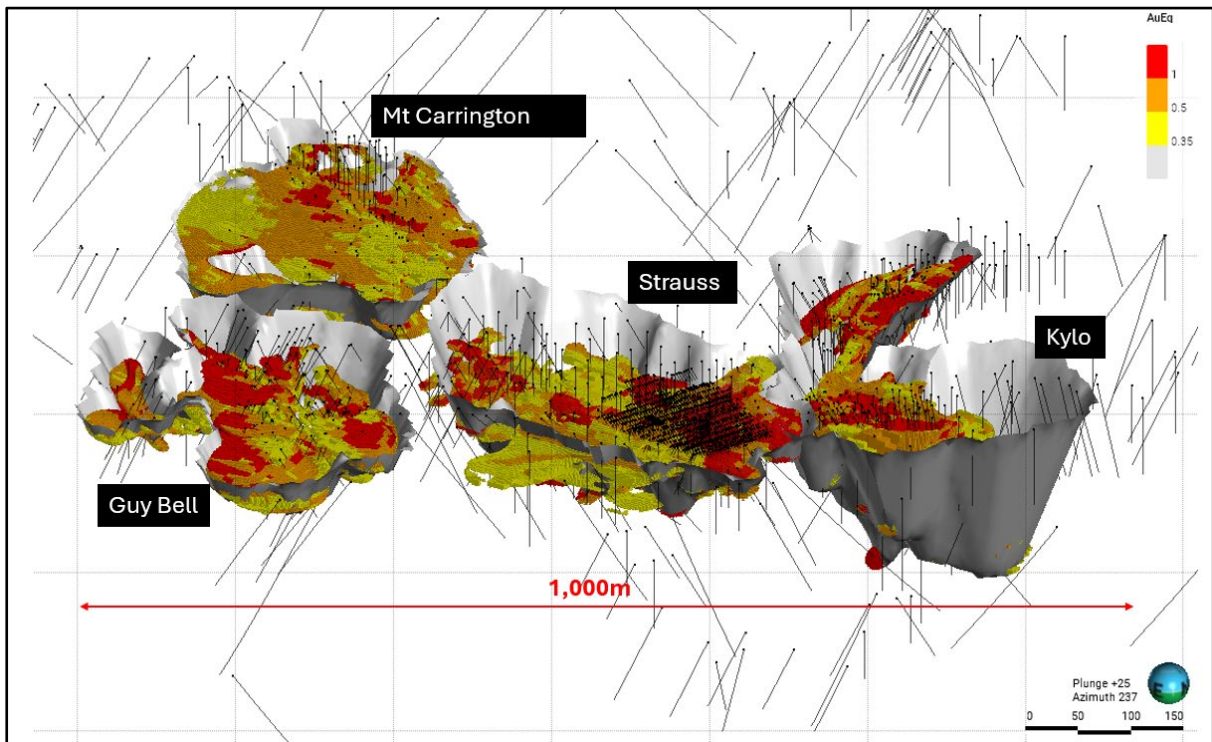 AuEq
1
0.5
0.35
Mt Carrington
Strauss
Kylo
Guy Bell
1,000m
Plunge +25
Azimuth 237
0 50 100 150